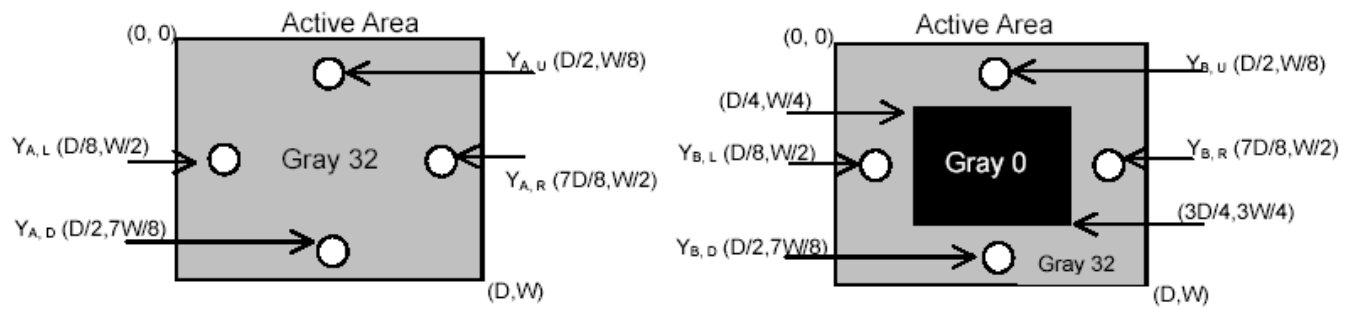 Active Area
(0, 0)
YA, U (D/2,W/8)
YA, L (D/8,W/2)
Gray 32
YA, R (7D/8,W/2)
YA, D (D/2,7W/8)
(D,W)
Active Area
(0, 0)
YB, U (D/2,W/8)
(D/4,W/4)
YB, L (D/8,W/2)
Gray 0
YB, R (7D/8,W/2)
(3D/4,3W/4)
YB, D (D/2,7W/8)
Gray 32
(D,W)